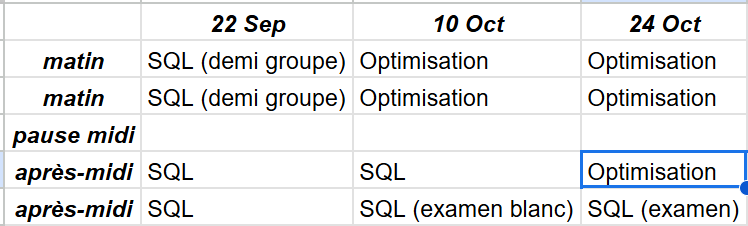 22 Sep 10 Oct 24 Oct
matin SQL (demi groupe) Optimisation Optimisation
matin SQL (demi groupe) Optimisation Optimisation
pause midi
après-midi SQL SQL Optimisation
après-midi SQL SQL (examen blanc) SQL (examen)